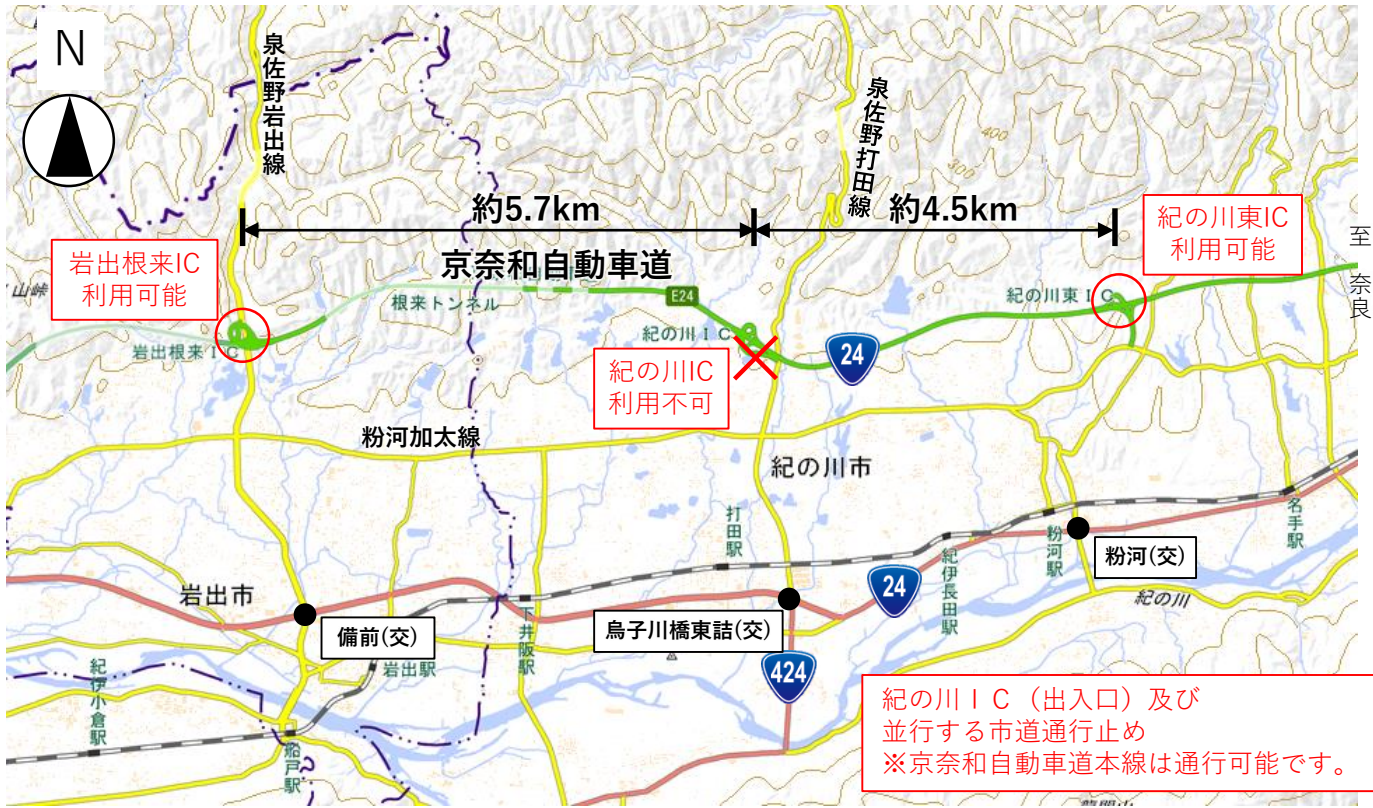 N
泉佐野岩出線
泉佐野打田線
400
300
約5.7km
約4.5km
紀の川東IC
利用可能
至 奈良
岩出根来IC
利用可能
京奈和自動車道
山峠
根来トンネル
E24
紀の川東ＩＣ
岩出根来ＩＣ
紀の川ＩＣ
24
紀の川IC
利用不可
粉河加太線
紀の川市
打田駅
粉河駅
名手駅
粉河(交)
紀の川
紀伊長田駅
24
岩出市
備前(交)
下井阪駅
烏子川橋東詰(交)
岩出駅
424
紀伊小倉駅
船戸駅
紀の川ＩＣ（出入口）及び
並行する市道通行止め
※京奈和自動車道本線は通行可能です。